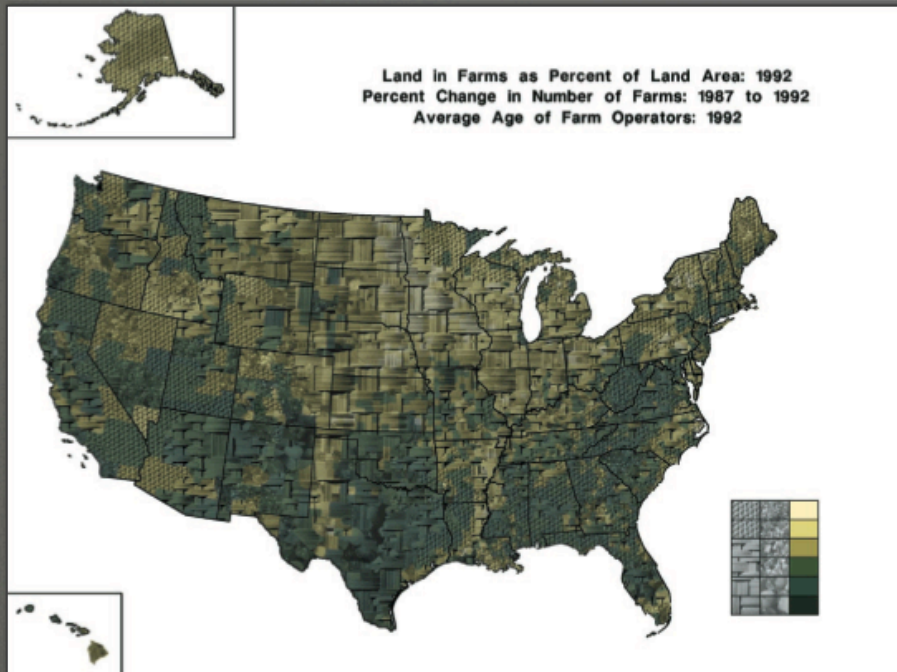 Land in Farms as Percent of Land Area: 1992
Percent Change in Number of Farms: 1987 to 1992
Average Age of Farm Operators: 1992